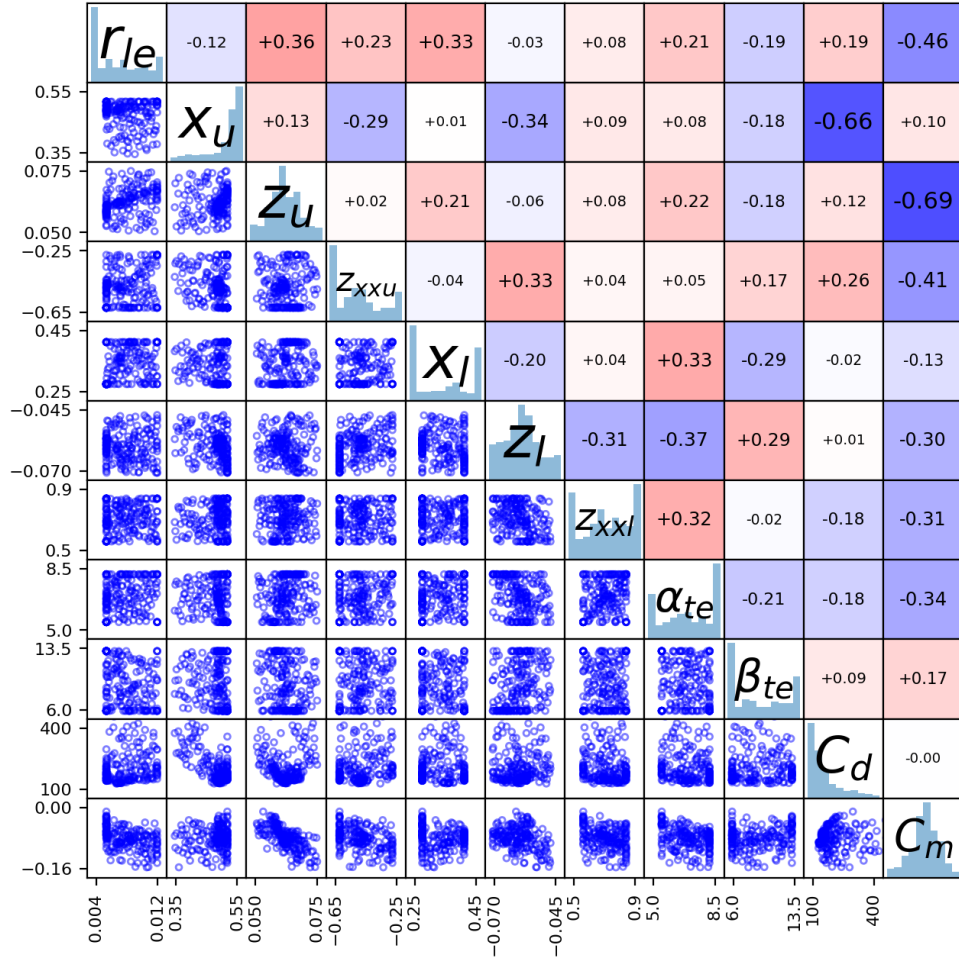 r_{le} -0.12 +0.36 +0.23 +0.33 -0.03 +0.08 +0.21 -0.19 +0.19 -0.46
0.55 0.35 x_u +0.13 -0.29 +0.01 -0.34 +0.09 +0.08 -0.18 -0.66 +0.10
0.075 0.050 z_u +0.02 +0.21 -0.06 +0.08 +0.22 -0.18 +0.12 -0.69
−0.25 −0.65 z_{xxu} -0.04 +0.33 +0.04 +0.05 +0.17 +0.26 -0.41
0.45 0.25 x_l -0.20 +0.04 +0.33 -0.29 -0.02 -0.13
−0.045 −0.070 z_l -0.31 -0.37 +0.29 +0.01 -0.30
0.9 0.5 z_{xxl} +0.32 -0.02 -0.18 -0.31
8.5 5.0 α_{te} -0.21 -0.18 -0.34
13.5 6.0 β_{te} +0.09 +0.17
400 100 C_d -0.00
0.00 −0.16 C_m
0.004 0.012 0.35 0.55 0.050 0.075 −0.65 −0.25 0.25 0.45 −0.070 −0.045 0.5 0.9 5.0 8.5 6.0 13.5 100 400